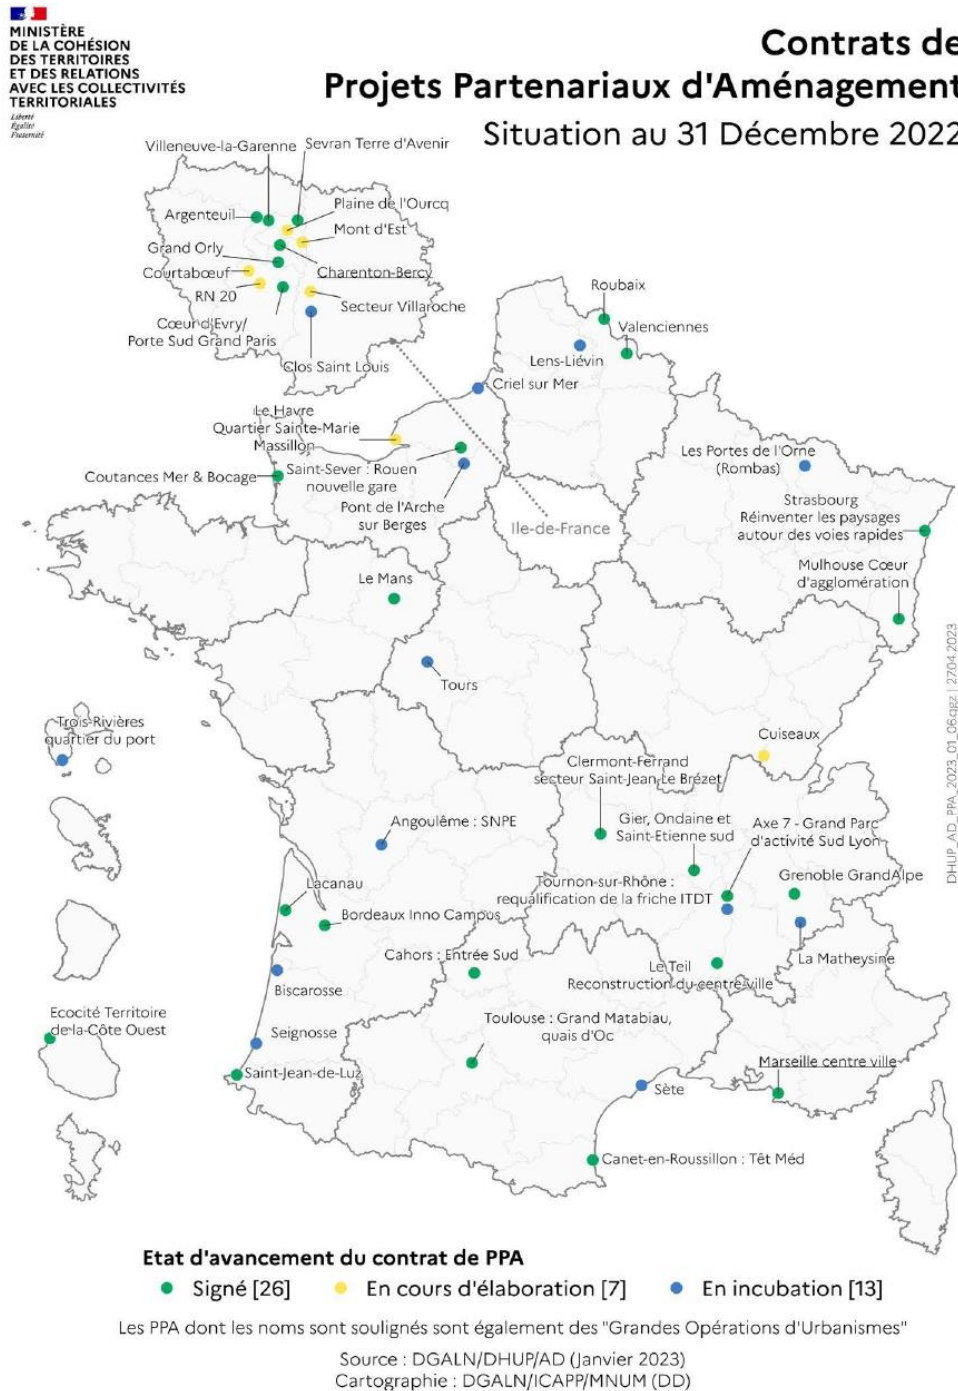 MINISTÈRE
DE LA COHÉSION
DES TERRITOIRES
ET DES RELATIONS
AVEC LES COLLECTIVITÉS
TERRITORIALES
Liberté
Égalité
Fraternité
Contrats de
Projets Partenariaux d'Aménagement
Situation au 31 Décembre 2022
Villeneuve-la-Garenne
Sevran Terre d'Avenir
Argenteuil
Plaine de l'Ourcq
Mont d'Est
Grand Orly
Charenton-Bercy
Courtabœuf
RN 20
Secteur Villaroche
Cœur d'Evry/
Porte Sud Grand Paris
Clos Saint Louis
Roubaix
Valenciennes
Lens-Liévin
Criel sur Mer
Le Havre
Quartier Sainte-Marie
Massillon
Coutances Mer & Bocage
Saint-Sever : Rouen
nouvelle gare
Pont de l'Arche
sur Berges
Ile-de-France
Les Portes de l'Orne
(Rombas)
Strasbourg
Réinventer les paysages
autour des voies rapides
Mulhouse Cœur
d'agglomération
Le Mans
Tours
Trois-Rivières
quartier du port
Cuiseaux
Clermont-Ferrand
secteur Saint-Jean Le Brézet
Angoulême : SNPE
Gier, Ondaine et
Saint-Etienne sud
Axe 7 - Grand Parc
d'activité Sud Lyon
Tournon-sur-Rhône :
requalification de la friche ITDT
Grenoble GrandAlpe
Lacanau
Bordeaux Inno Campus
Cahors : Entrée Sud
La Matheysine
Le Teil
Reconstruction du centre-ville
Biscarosse
Ecocité Territoire
de la Côte Ouest
Toulouse : Grand Matabiau,
quais d'Oc
Seignosse
Saint-Jean-de-Luz
Marseille centre ville
Sète
Canet-en-Roussillon : Têt Méd
DHUP_AD_PPA_2023_01_06.qgz | 27.04.2023
Etat d'avancement du contrat de PPA
Signé [26]
En cours d'élaboration [7]
En incubation [13]
Les PPA dont les noms sont soulignés sont également des "Grandes Opérations d'Urbanismes"
Source : DGALN/DHUP/AD (Janvier 2023)
Cartographie : DGALN/ICAPP/MNUM (DD)